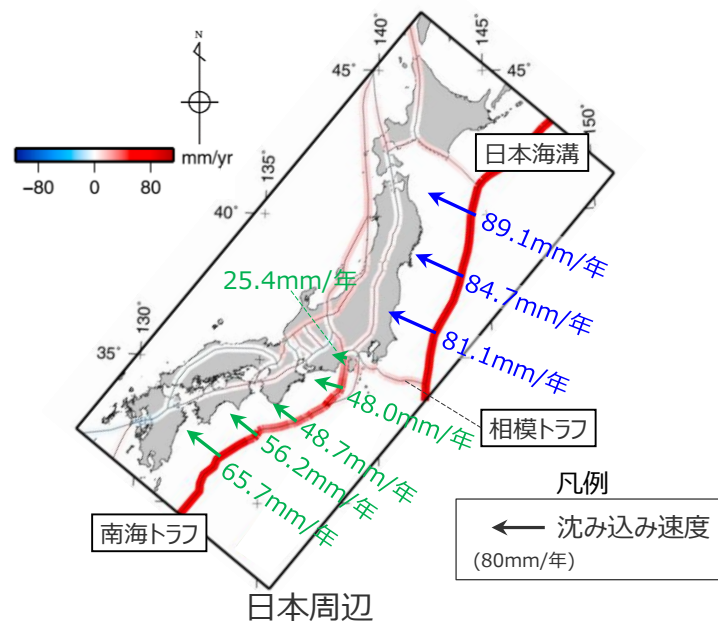 N
140
145
45°
45°
150
日本海溝
mm/yr
−80
0
80
135
40°
89.1mm/年
25.4mm/年
84.7mm/年
130
81.1mm/年
35°
48.0mm/年
相模トラフ
48.7mm/年
56.2mm/年
65.7mm/年
凡例
南海トラフ
沈み込み速度
(80mm/年)
日本周辺